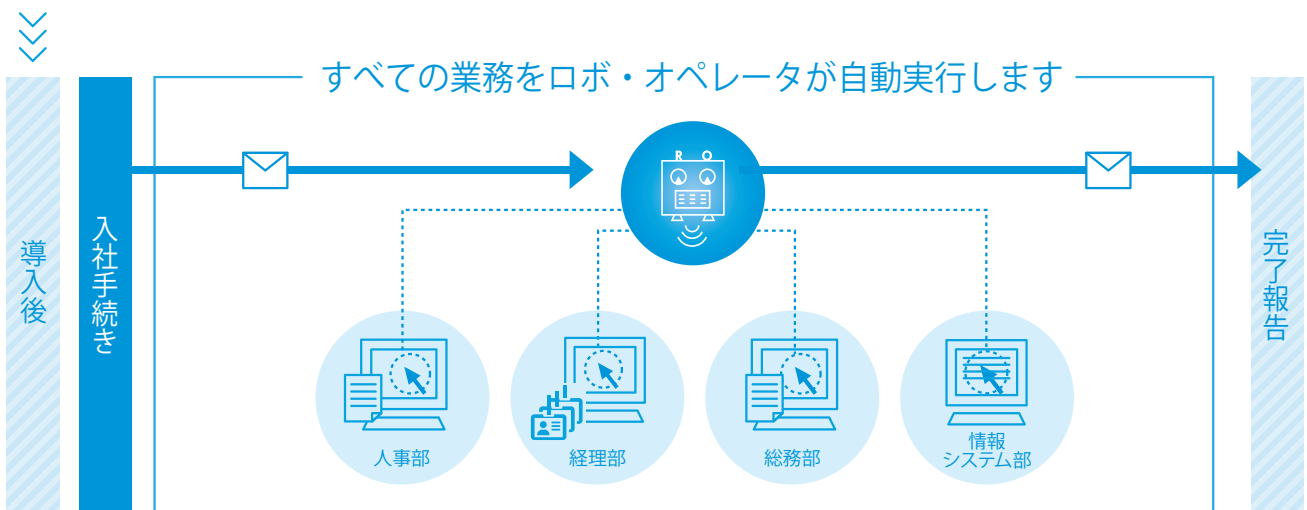 すべての業務をロボ・オペレータが自動実行します
導入後
入社手続き
R O
完了報告
人事部
経理部
総務部
情報
システム部